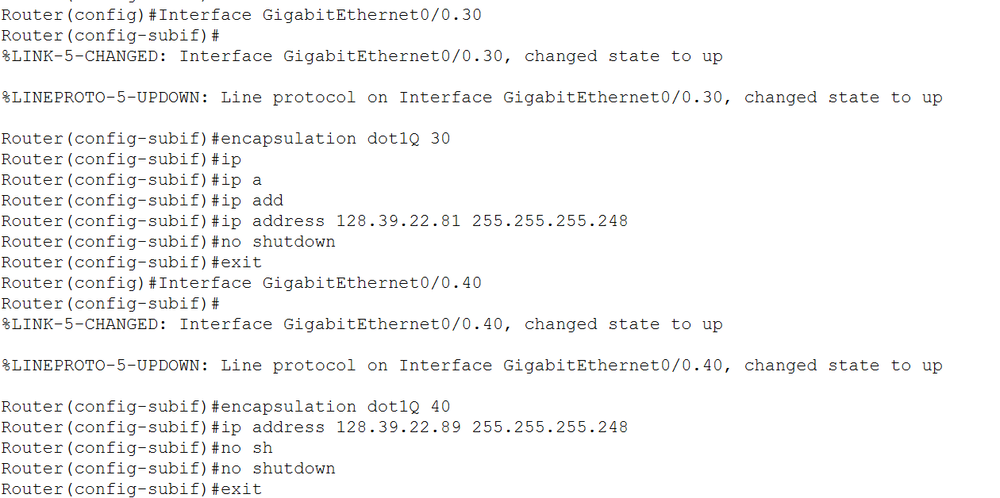 Router(config)#Interface GigabitEthernet0/0.30
Router(config-subif)#
%LINK-5-CHANGED: Interface GigabitEthernet0/0.30, changed state to up
%LINEPROTO-5-UPDOWN: Line protocol on Interface GigabitEthernet0/0.30, changed state to up
Router(config-subif)#encapsulation dot1Q 30
Router(config-subif)#ip
Router(config-subif)#ip a
Router(config-subif)#ip add
Router(config-subif)#ip address 128.39.22.81 255.255.255.248
Router(config-subif)#no shutdown
Router(config-subif)#exit
Router(config)#Interface GigabitEthernet0/0.40
Router(config-subif)#
%LINK-5-CHANGED: Interface GigabitEthernet0/0.40, changed state to up
%LINEPROTO-5-UPDOWN: Line protocol on Interface GigabitEthernet0/0.40, changed state to up
Router(config-subif)#encapsulation dot1Q 40
Router(config-subif)#ip address 128.39.22.89 255.255.255.248
Router(config-subif)#no sh
Router(config-subif)#no shutdown
Router(config-subif)#exit